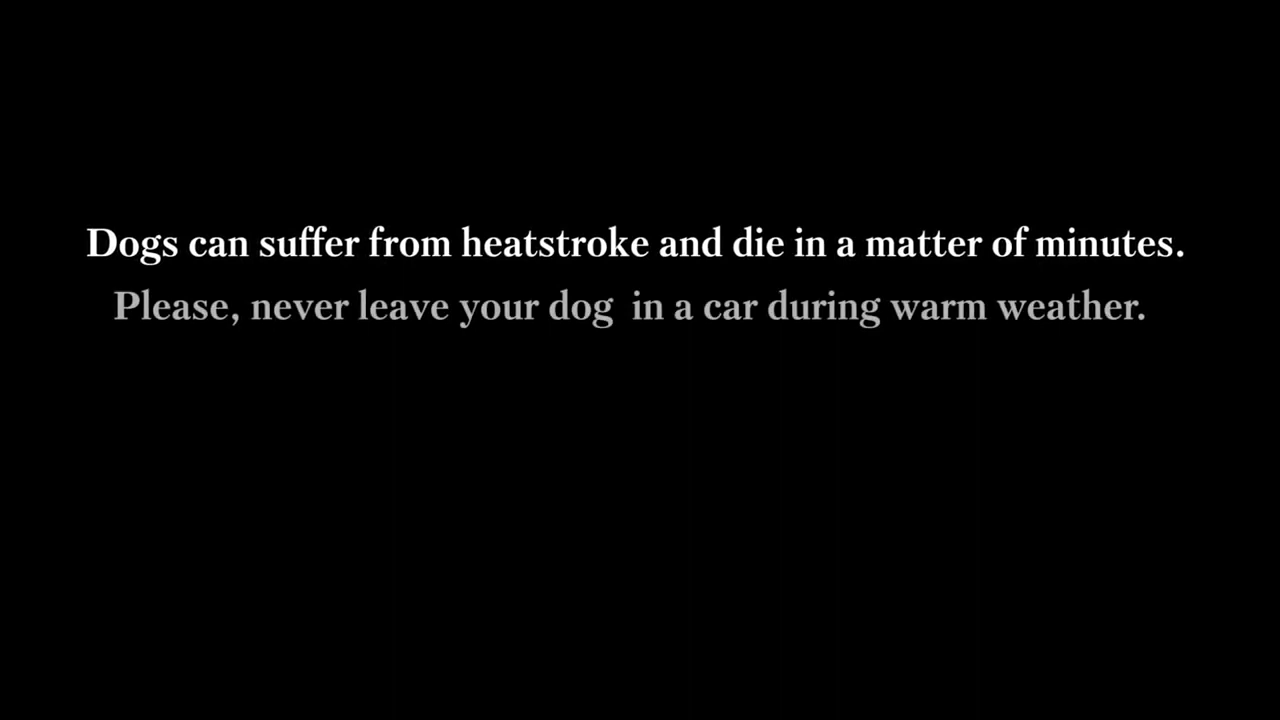 Dogs can suffer from heatstroke and die in a matter of minutes.
Please, never leave your dog  in a car during warm weather.